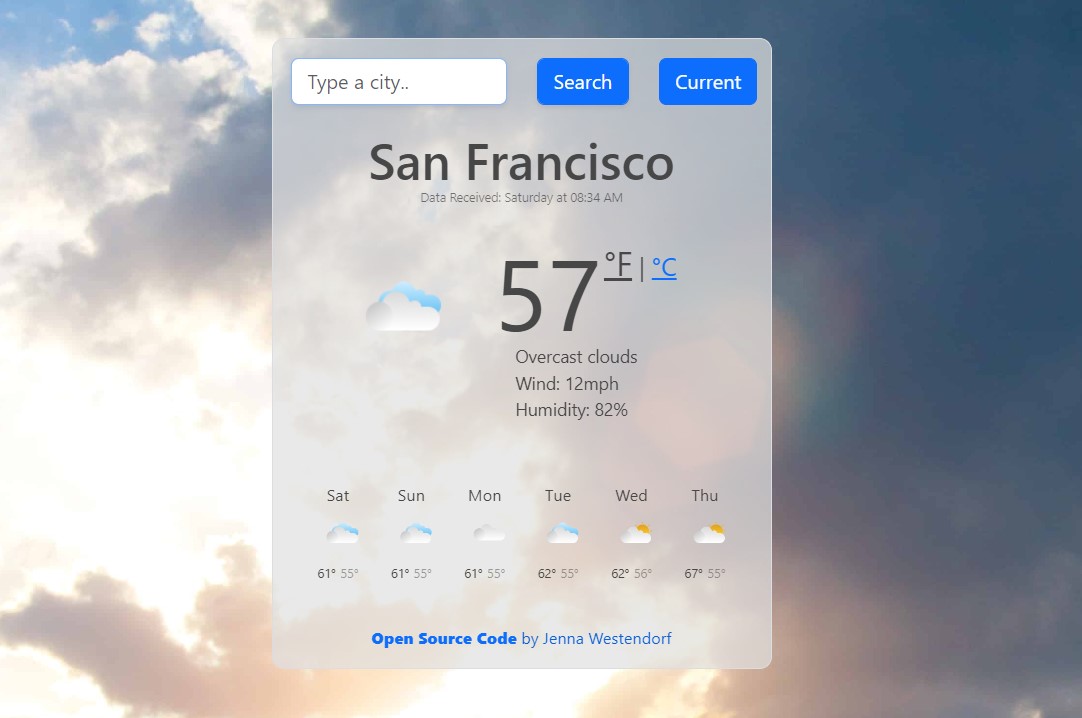 Type a city.. Search Current
San Francisco
Data Received: Saturday at 08:34 AM
57 °F | °C
Overcast clouds
Wind: 12mph
Humidity: 82%
Sat Sun Mon Tue Wed Thu
61° 55° 61° 55° 61° 55° 62° 55° 62° 56° 67° 55°
Open Source Code by Jenna Westendorf